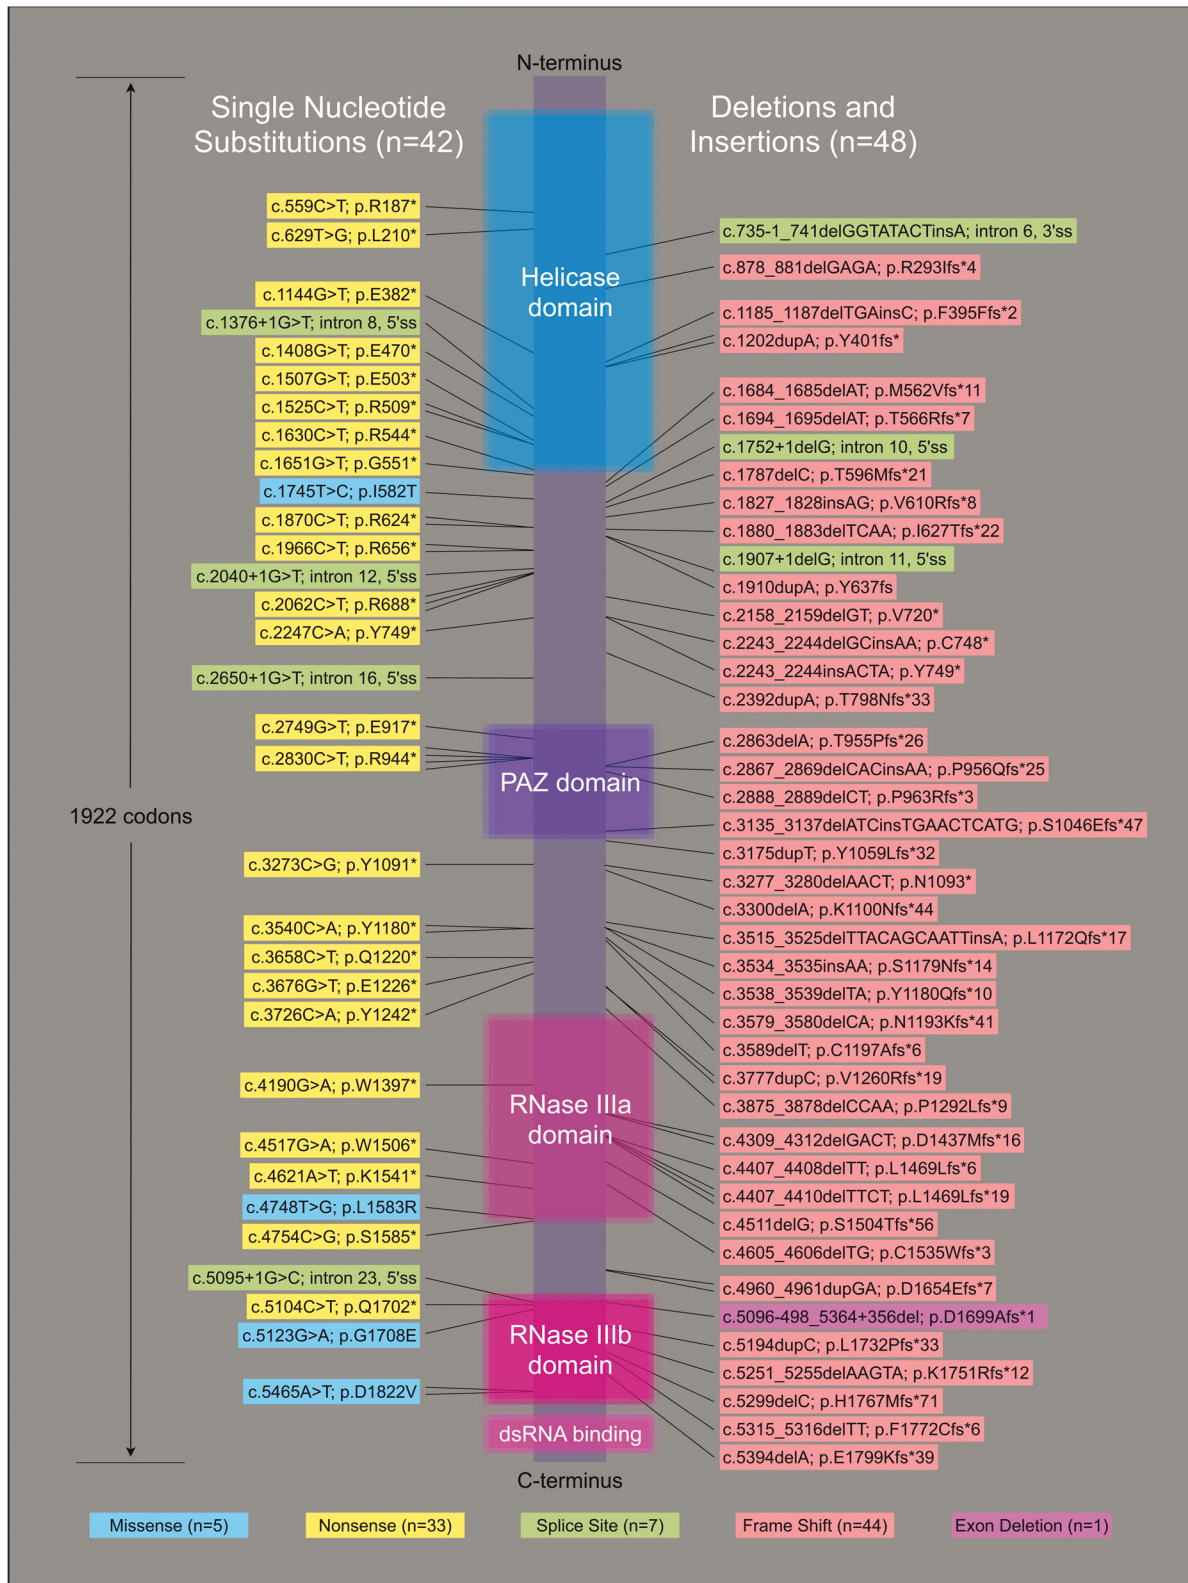 N-terminus
Single Nucleotide
Substitutions (n=42)
Deletions and
Insertions (n=48)
c.559C>T; p.R187*
c.629T>G; p.L210*
c.1144G>T; p.E382*
c.1376+1G>T; intron 8, 5'ss
c.1408G>T; p.E470*
c.1507G>T; p.E503*
c.1525C>T; p.R509*
c.1630C>T; p.R544*
c.1651G>T; p.G551*
c.1745T>C; p.I582T
c.1870C>T; p.R624*
c.1966C>T; p.R656*
c.2040+1G>T; intron 12, 5'ss
c.2062C>T; p.R688*
c.2247C>A; p.Y749*
c.2650+1G>T; intron 16, 5'ss
c.2749G>T; p.E917*
c.2830C>T; p.R944*
1922 codons
c.3273C>G; p.Y1091*
c.3540C>A; p.Y1180*
c.3658C>T; p.Q1220*
c.3676G>T; p.E1226*
c.3726C>A; p.Y1242*
c.4190G>A; p.W1397*
c.4517G>A; p.W1506*
c.4621A>T; p.K1541*
c.4748T>G; p.L1583R
c.4754C>G; p.S1585*
c.5095+1G>C; intron 23, 5'ss
c.5104C>T; p.Q1702*
c.5123G>A; p.G1708E
c.5465A>T; p.D1822V
Helicase
domain
PAZ domain
RNase IIIa
domain
RNase IIIb
domain
dsRNA binding
C-terminus
c.735-1_741delGGTATACTinsA; intron 6, 3'ss
c.878_881delGAGA; p.R293Ifs*4
c.1185_1187delTGAinsC; p.F395Ffs*2
c.1202dupA; p.Y401fs*
c.1684_1685delAT; p.M562Vfs*11
c.1694_1695delAT; p.T566Rfs*7
c.1752+1delG; intron 10, 5'ss
c.1787delC; p.T596Mfs*21
c.1827_1828insAG; p.V610Rfs*8
c.1880_1883delTCAA; p.I627Tfs*22
c.1907+1delG; intron 11, 5'ss
c.1910dupA; p.Y637fs
c.2158_2159delGT; p.V720*
c.2243_2244delGCinsAA; p.C748*
c.2243_2244insACTA; p.Y749*
c.2392dupA; p.T798Nfs*33
c.2863delA; p.T955Pfs*26
c.2867_2869delCACinsAA; p.P956Qfs*25
c.2888_2889delCT; p.P963Rfs*3
c.3135_3137delATCinsTGAACTCATG; p.S1046Efs*47
c.3175dupT; p.Y1059Lfs*32
c.3277_3280delAACT; p.N1093*
c.3300delA; p.K1100Nfs*44
c.3515_3525delTTACAGCAATTinsA; p.L1172Qfs*17
c.3534_3535insAA; p.S1179Nfs*14
c.3538_3539delTA; p.Y1180Qfs*10
c.3579_3580delCA; p.N1193Kfs*41
c.3589delT; p.C1197Afs*6
c.3777dupC; p.V1260Rfs*19
c.3875_3878delCCAA; p.P1292Lfs*9
c.4309_4312delGACT; p.D1437Mfs*16
c.4407_4408delTT; p.L1469Lfs*6
c.4407_4410delTTCT; p.L1469Lfs*19
c.4511delG; p.S1504Tfs*56
c.4605_4606delTG; p.C1535Wfs*3
c.4960_4961dupGA; p.D1654Efs*7
c.5096-498_5364+356del; p.D1699Afs*1
c.5194dupC; p.L1732Pfs*33
c.5251_5255delAAGTA; p.K1751Rfs*12
c.5299delC; p.H1767Mfs*71
c.5315_5316delTT; p.F1772Cfs*6
c.5394delA; p.E1799Kfs*39
Missense (n=5)
Nonsense (n=33)
Splice Site (n=7)
Frame Shift (n=44)
Exon Deletion (n=1)